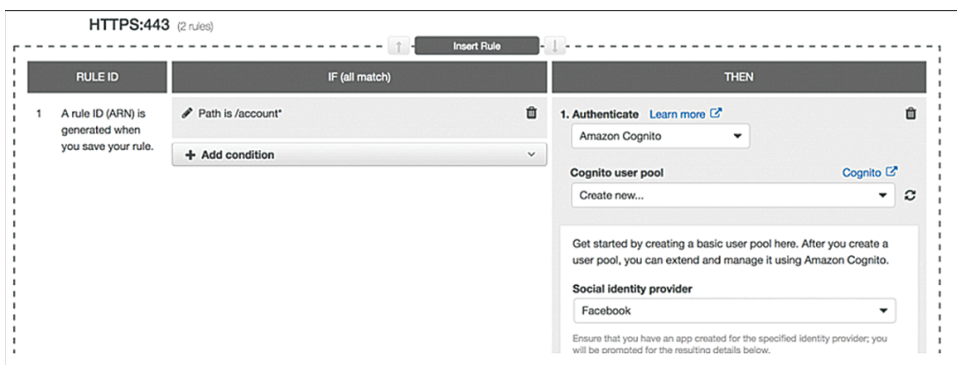 HTTPS:443 (2 rules)
Insert Rule
RULE ID
IF (all match)
THEN
1 A rule ID (ARN) is
generated when
you save your rule.
Path is /account*
+ Add condition
1. Authenticate Learn more
Amazon Cognito
Cognito user pool Cognito
Create new...
Get started by creating a basic user pool here. After you create a
user pool, you can extend and manage it using Amazon Cognito.
Social identity provider
Facebook
Ensure that you have an app created for the specified identity provider; you
will be prompted for the resulting details below.